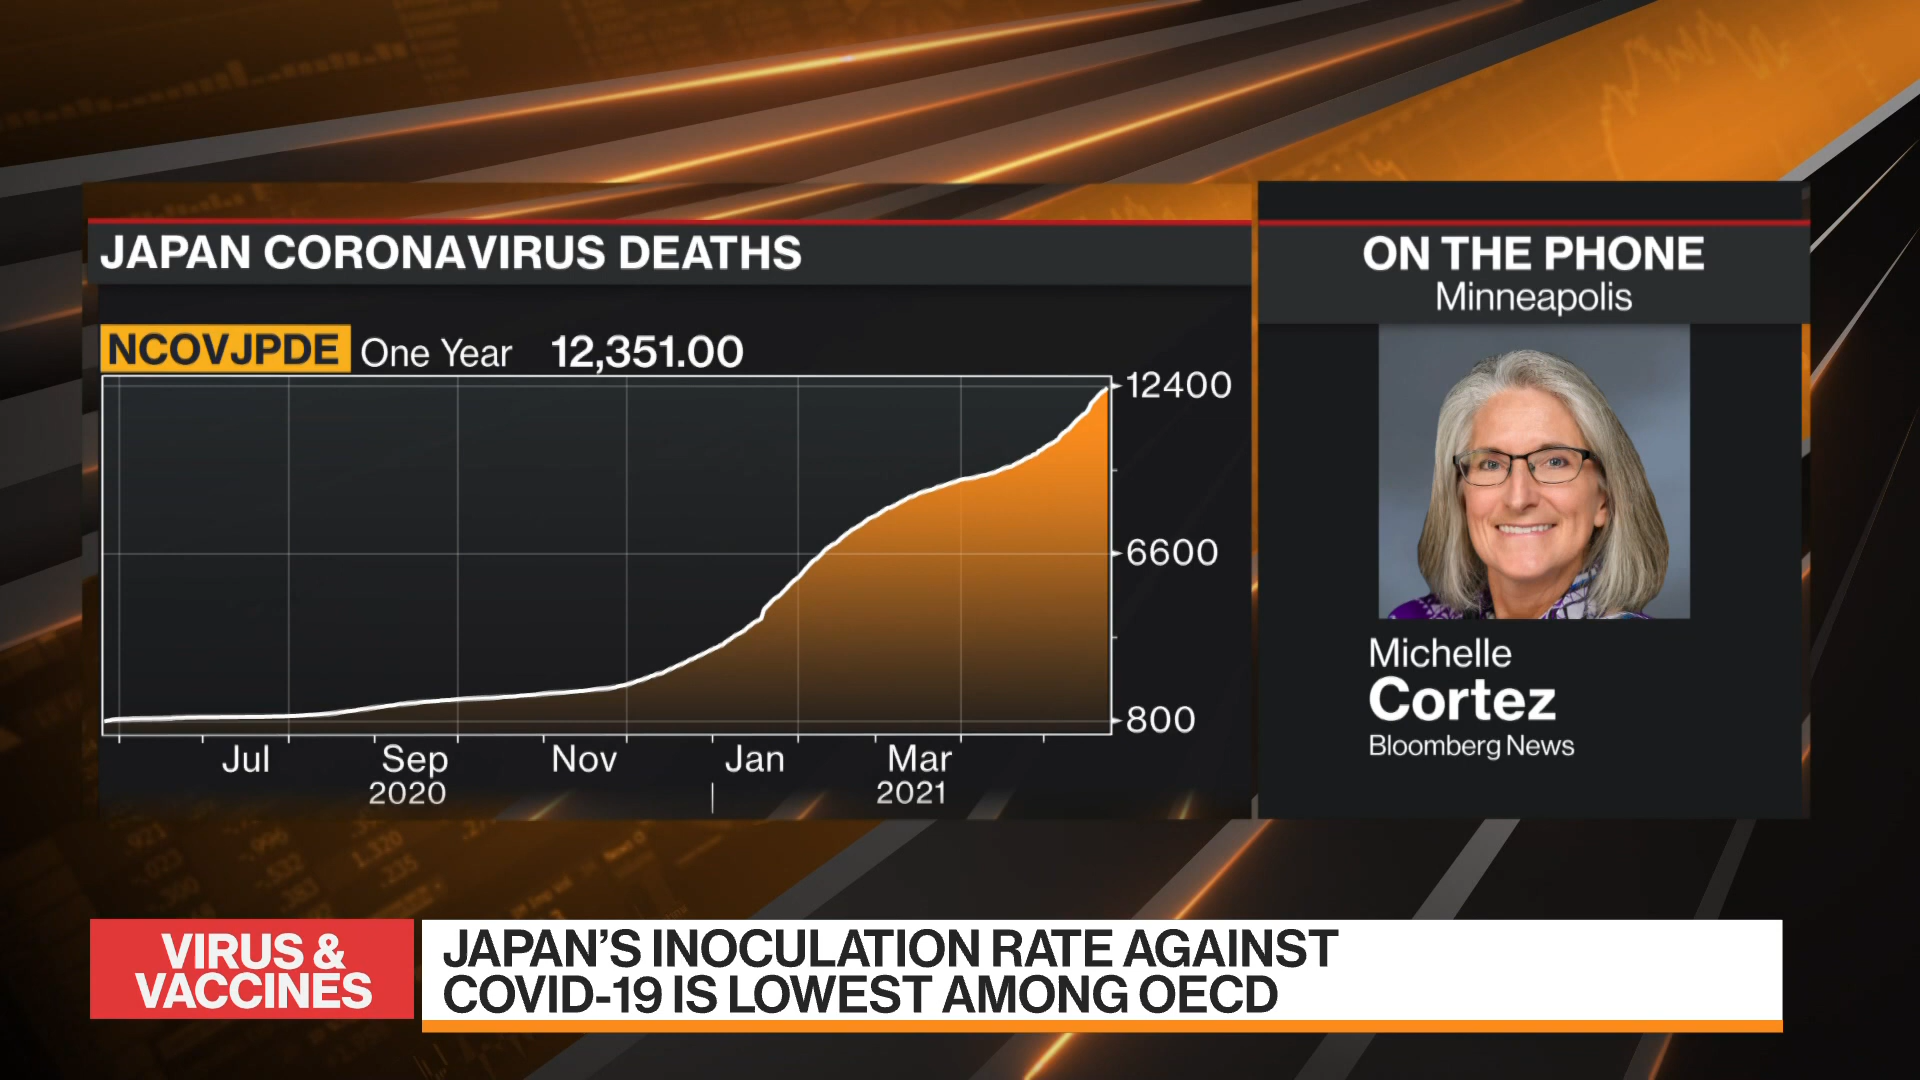 JAPAN CORONAVIRUS DEATHS
NCOVJPDE One Year 12,351.00
12400
6600
800
Jul Sep Nov Jan Mar
2020 2021
ON THE PHONE
Minneapolis
Michelle
Cortez
Bloomberg News
VIRUS &
VACCINES
JAPAN'S INOCULATION RATE AGAINST
COVID-19 IS LOWEST AMONG OECD